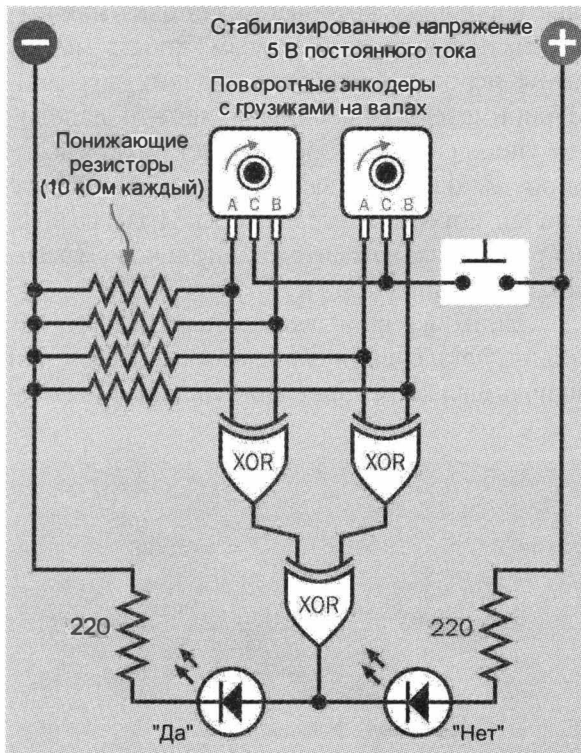 Стабилизированное напряжение
5 В постоянного тока
Поворотные энкодеры
с грузиками на валах
Понижающие
резисторы
(10 кОм каждый)
A C B
A C B
XOR
XOR
XOR
220
220
"Да"
"Нет"